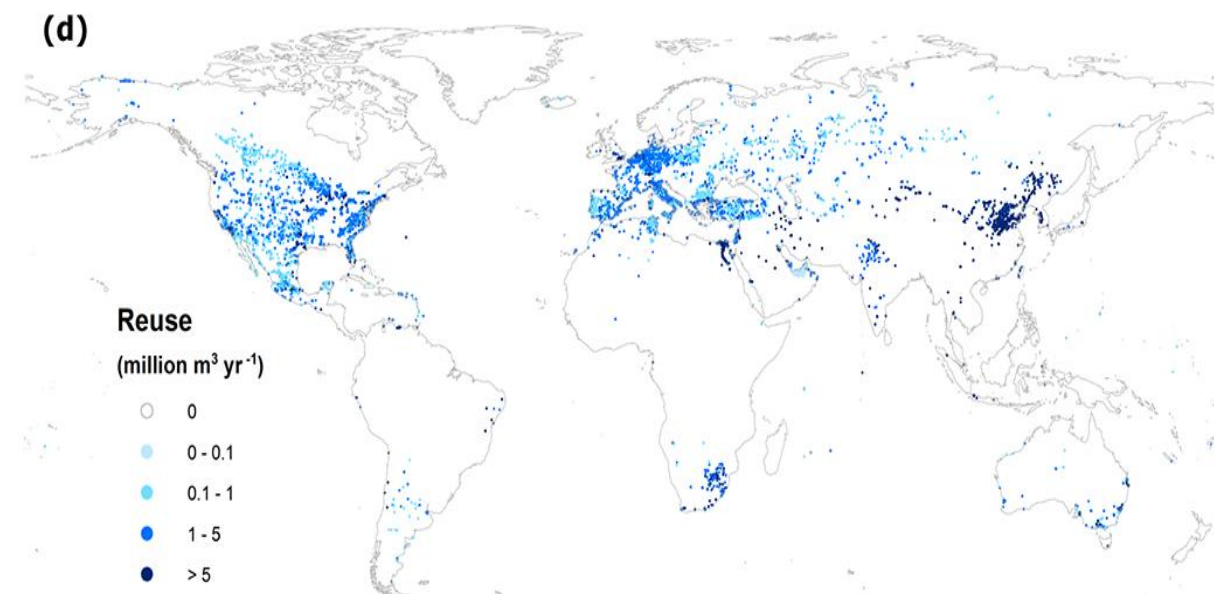 (d)
Reuse
(million m³ yr⁻¹)
0
0 - 0.1
0.1 - 1
1 - 5
> 5